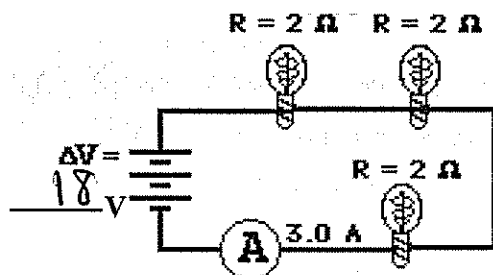 R = 2 Ω R = 2 Ω
ΔV =
18 V
R = 2 Ω
A 3.0 A